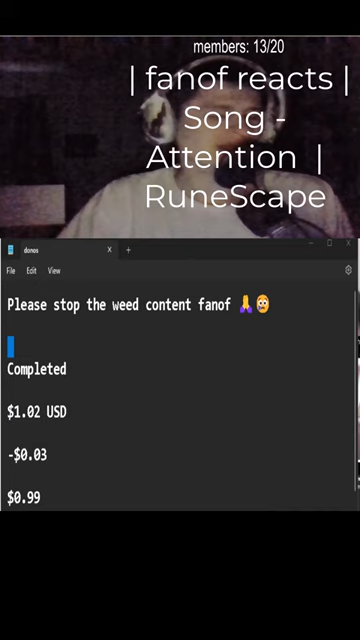 members: 13/20
| fanof reacts |
Song -
Attention |
RuneScape
donos
File Edit View
Please stop the weed content fanof 🙏😳
Completed
$1.02 USD
-$0.03
$0.99